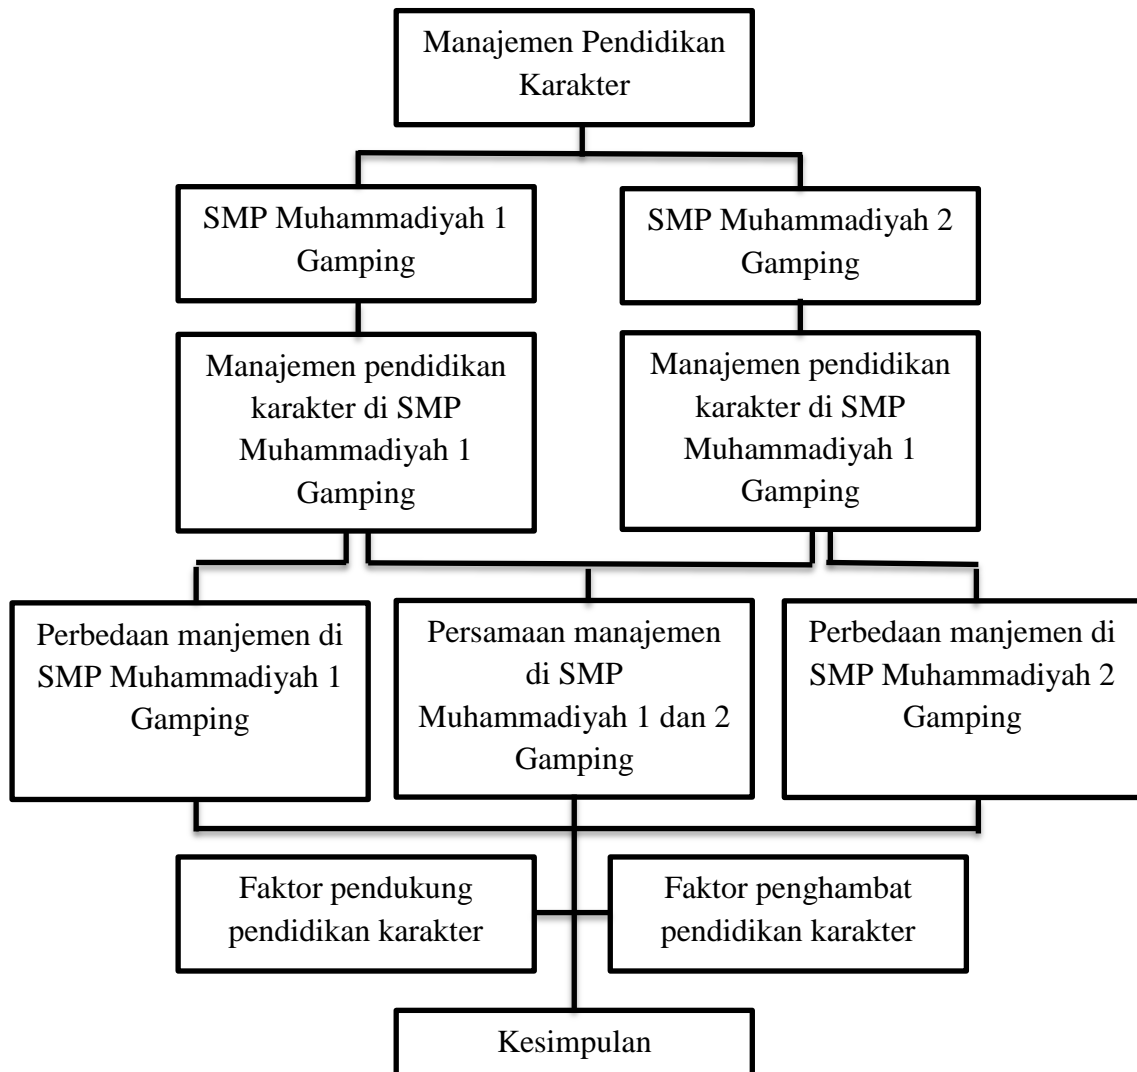 Manajemen Pendidikan
Karakter
SMP Muhammadiyah 1
Gamping
SMP Muhammadiyah 2
Gamping
Manajemen pendidikan
karakter di SMP
Muhammadiyah 1
Gamping
Manajemen pendidikan
karakter di SMP
Muhammadiyah 1
Gamping
Perbedaan manjemen di
SMP Muhammadiyah 1
Gamping
Persamaan manajemen
di SMP
Muhammadiyah 1 dan 2
Gamping
Perbedaan manjemen di
SMP Muhammadiyah 2
Gamping
Faktor pendukung
pendidikan karakter
Faktor penghambat
pendidikan karakter
Kesimpulan